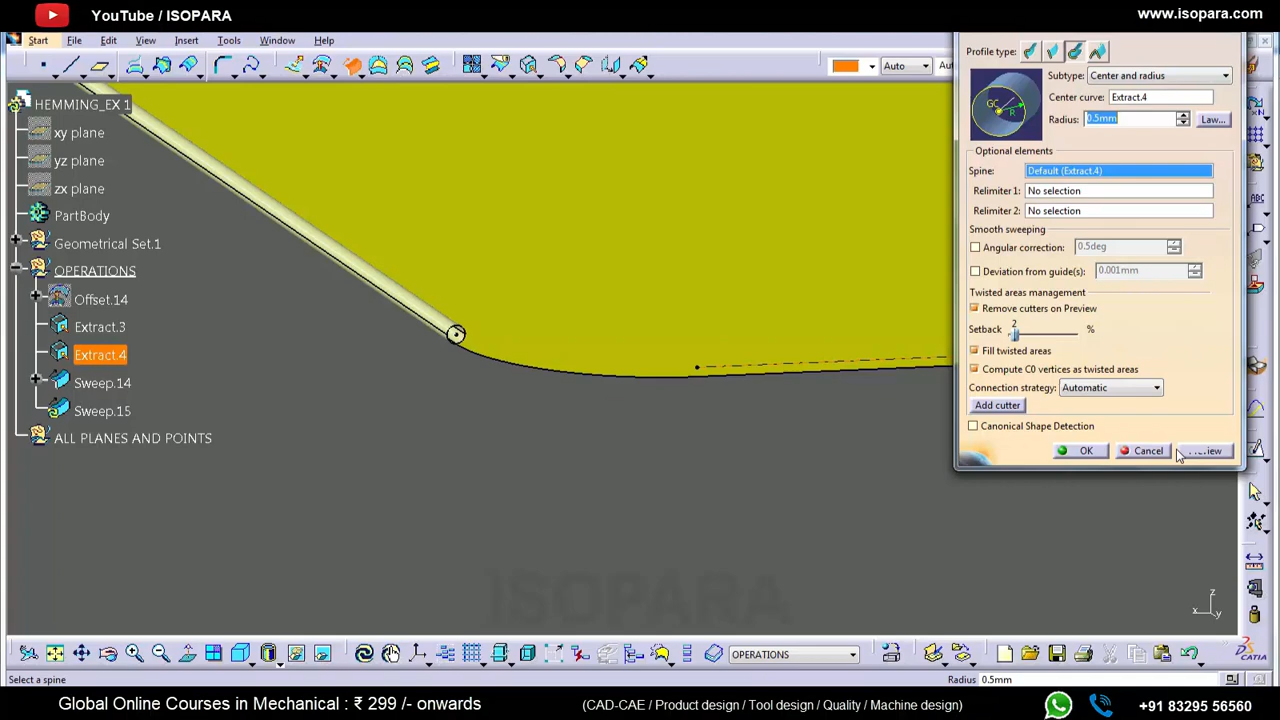 YouTube / ISOPARA
www.isopara.com
Start File Edit View Insert Tools Window Help
Auto
Profile type:
Subtype: Center and radius
GC
R
Center curve: Extract.4
Radius: 0.5mm Law...
Optional elements
Spine: Default (Extract.4)
Relimiter 1: No selection
Relimiter 2: No selection
Smooth sweeping
Angular correction: 0.5deg
Deviation from guide(s): 0.001mm
Twisted areas management
Remove cutters on Preview
Setback 2 %
Fill twisted areas
Compute C0 vertices as twisted areas
Connection strategy: Automatic
Add cutter
Canonical Shape Detection
OK Cancel
HEMMING_EX 1
xy plane
yz plane
zx plane
PartBody
Geometrical Set.1
OPERATIONS
Offset.14
Extract.3
Extract.4
Sweep.14
Sweep.15
ALL PLANES AND POINTS
ISOPARA
z
x y
OPERATIONS
CATIA
Select a spine
Radius 0.5mm
Global Online Courses in Mechanical : ₹ 299 /- onwards
(CAD-CAE / Product design / Tool design / Quality / Machine design)
+91 83295 56560